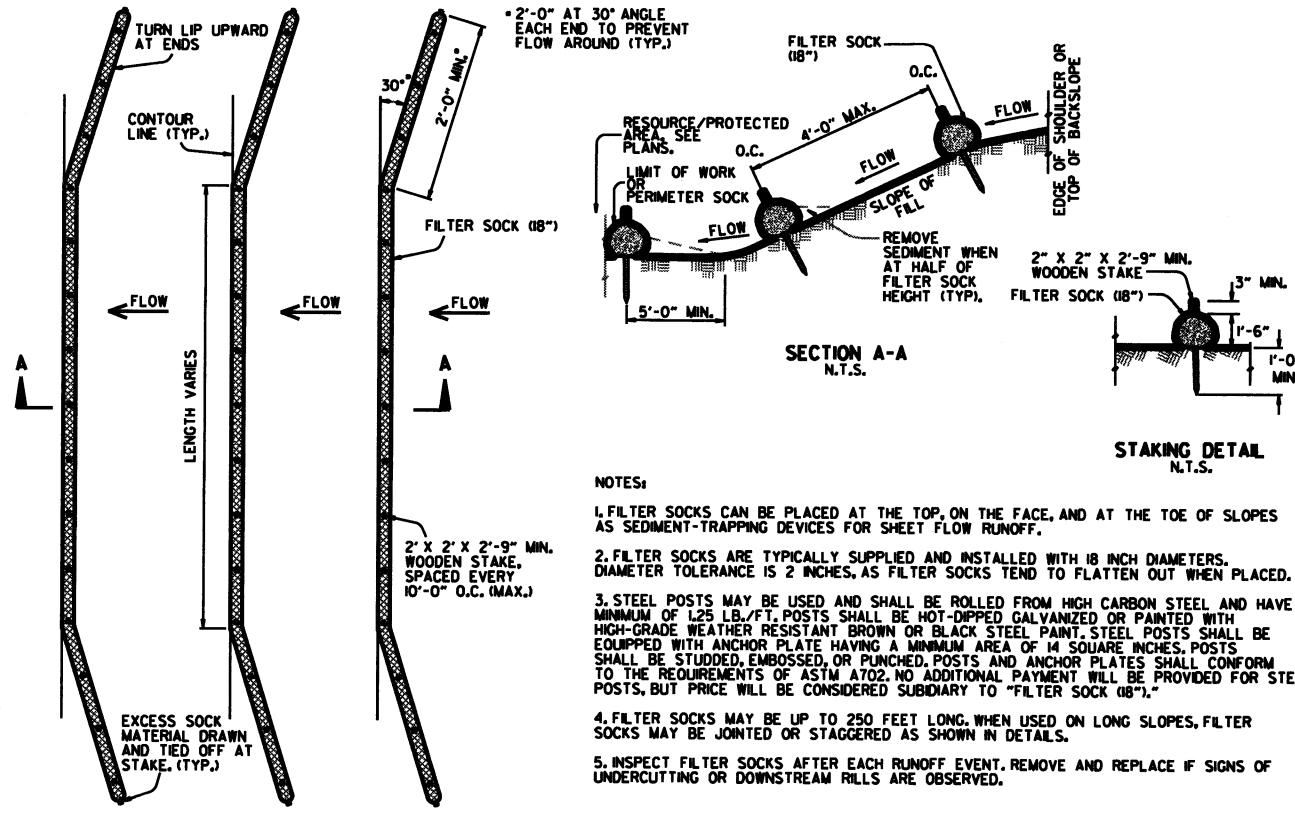 TURN LIP UPWARD
AT ENDS
CONTOUR
LINE (TYP.)
30°*
2'-0" MIN.*
* 2'-0" AT 30° ANGLE
EACH END TO PREVENT
FLOW AROUND (TYP.)
FILTER SOCK (18")
FLOW
FLOW
FLOW
A
A
LENGTH VARIES
2' X 2' X 2'-9" MIN.
WOODEN STAKE,
SPACED EVERY
10'-0" O.C. (MAX.)
EXCESS SOCK
MATERIAL DRAWN
AND TIED OFF AT
STAKE. (TYP.)
FILTER SOCK
(18")
O.C.
FLOW
EDGE OF SHOULDER OR
TOP OF BACKSLOPE
RESOURCE/PROTECTED
AREA. SEE
PLANS.
4'-0" MAX.
O.C.
FLOW
LIMIT OF WORK
OR
PERIMETER SOCK
SLOPE OF
FILL
FLOW
REMOVE
SEDIMENT WHEN
AT HALF OF
FILTER SOCK
HEIGHT (TYP).
5'-0" MIN.
SECTION A-A
N.T.S.
2" X 2" X 2'-9" MIN.
WOODEN STAKE
FILTER SOCK (18")
3" MIN.
1'-6"
1'-0
MIN
STAKING DETAIL
N.T.S.
NOTES:
1. FILTER SOCKS CAN BE PLACED AT THE TOP, ON THE FACE, AND AT THE TOE OF SLOPES
AS SEDIMENT-TRAPPING DEVICES FOR SHEET FLOW RUNOFF.
2. FILTER SOCKS ARE TYPICALLY SUPPLIED AND INSTALLED WITH 18 INCH DIAMETERS.
DIAMETER TOLERANCE IS 2 INCHES, AS FILTER SOCKS TEND TO FLATTEN OUT WHEN PLACED.
3. STEEL POSTS MAY BE USED AND SHALL BE ROLLED FROM HIGH CARBON STEEL AND HAVE
MINIMUM OF 1.25 LB./FT. POSTS SHALL BE HOT-DIPPED GALVANIZED OR PAINTED WITH
HIGH-GRADE WEATHER RESISTANT BROWN OR BLACK STEEL PAINT. STEEL POSTS SHALL BE
EQUIPPED WITH ANCHOR PLATE HAVING A MINIMUM AREA OF 14 SQUARE INCHES. POSTS
SHALL BE STUDDED, EMBOSSED, OR PUNCHED. POSTS AND ANCHOR PLATES SHALL CONFORM
TO THE REQUIREMENTS OF ASTM A702. NO ADDITIONAL PAYMENT WILL BE PROVIDED FOR STE
POSTS, BUT PRICE WILL BE CONSIDERED SUBIDIARY TO "FILTER SOCK (18")."
4. FILTER SOCKS MAY BE UP TO 250 FEET LONG. WHEN USED ON LONG SLOPES, FILTER
SOCKS MAY BE JOINTED OR STAGGERED AS SHOWN IN DETAILS.
5. INSPECT FILTER SOCKS AFTER EACH RUNOFF EVENT. REMOVE AND REPLACE IF SIGNS OF
UNDERCUTTING OR DOWNSTREAM RILLS ARE OBSERVED.